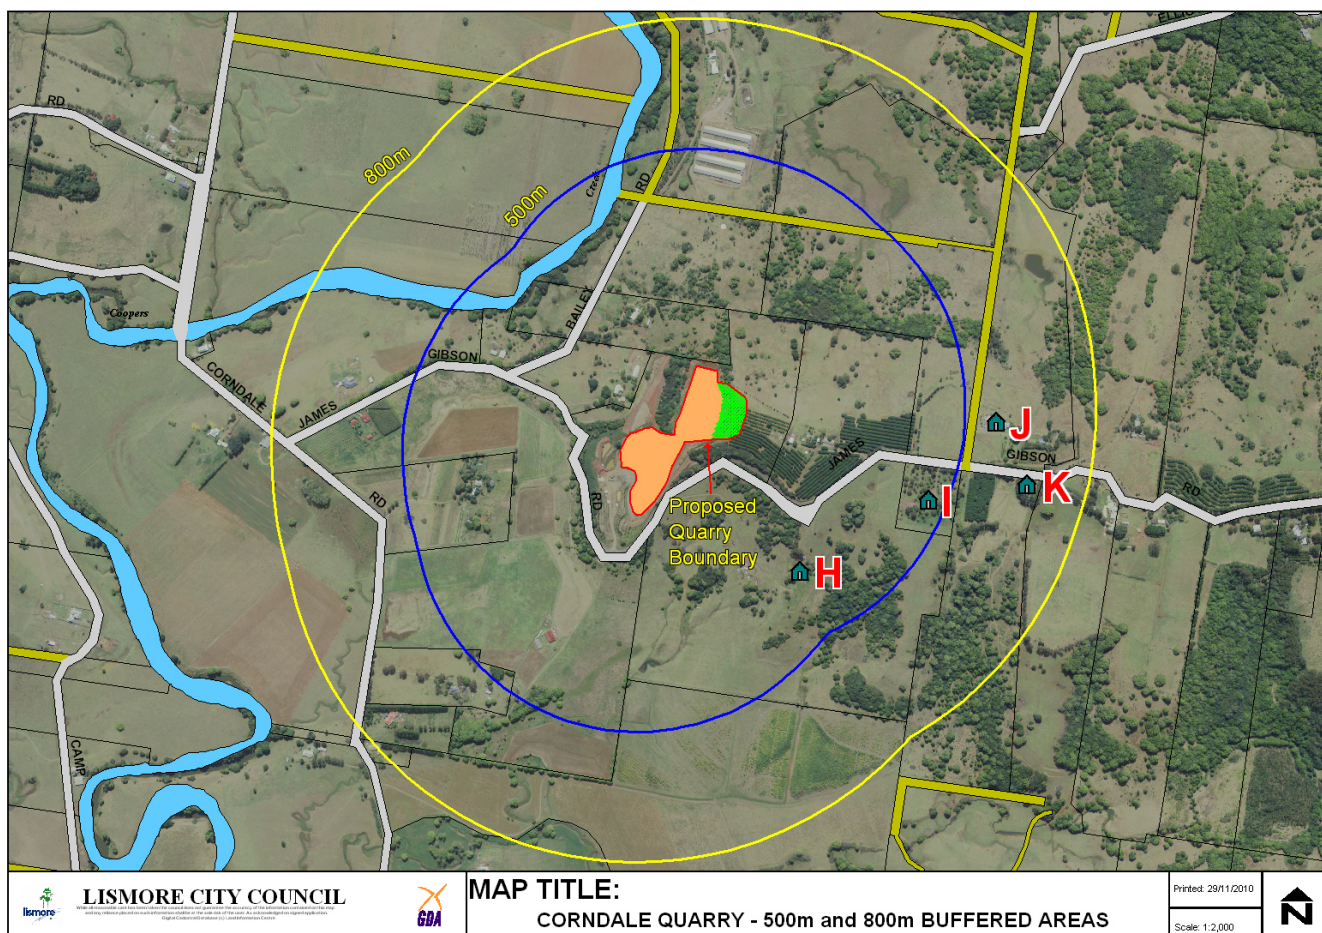 ELLIS
RD
800m
500m
Creek
RD
Coopers
BAILEY
GIBSON
CORNDALE
JAMES
RD
RD
Proposed
Quarry
Boundary
JAMES
GIBSON
RD
J
K
I
H
CAMP
LISMORE CITY COUNCIL
lismore
GDA
MAP TITLE:
CORNDALE QUARRY - 500m and 800m BUFFERED AREAS
Printed: 29/11/2010
Scale: 1:2,000
N